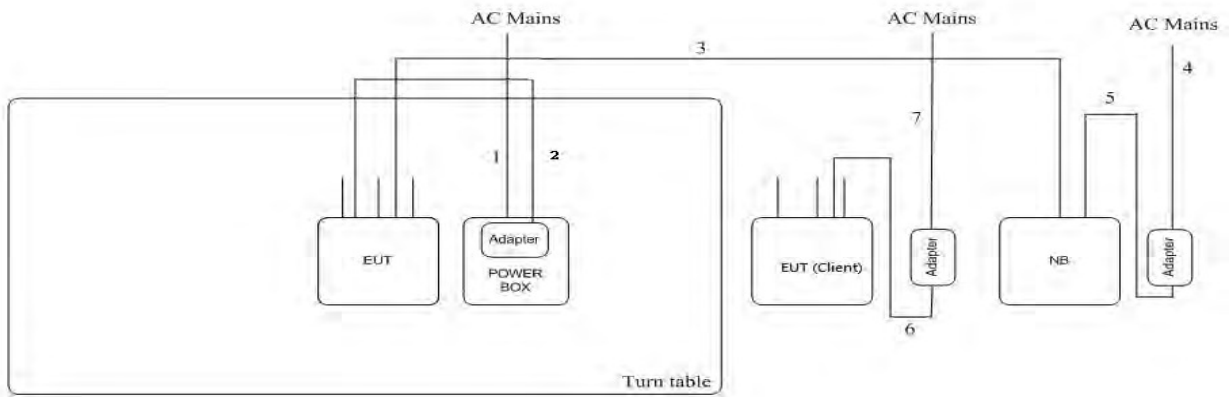 AC Mains
AC Mains
AC Mains
3
4
5
7
1
2
Adapter
EUT
POWER
BOX
EUT (Client)
Adapter
NB
Adapter
6
Turn table